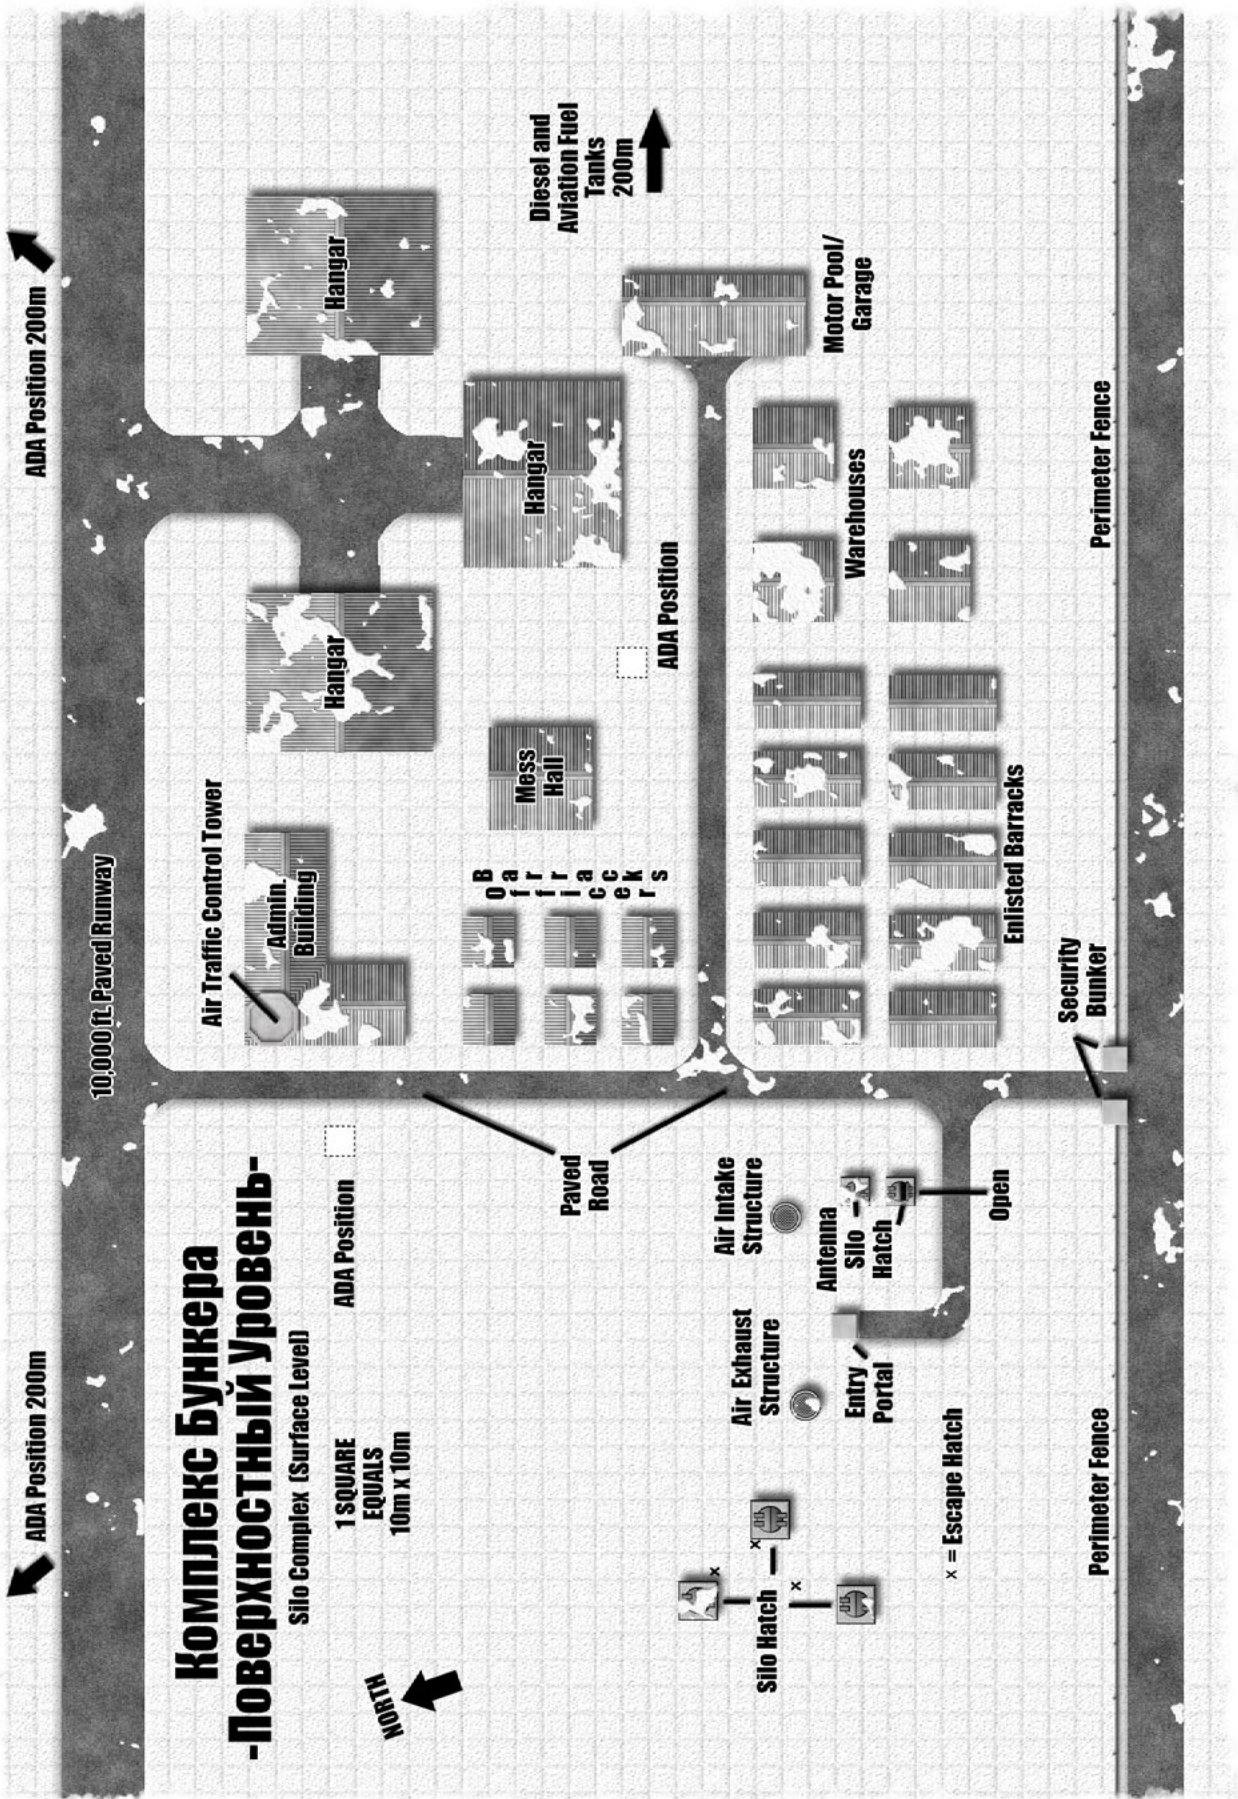 ADA Position 200m
ADA Position 200m
10,000 ft. Paved Runway
Комплекс Бункера
-Поверхностный Уровень-
Silo Complex (Surface Level)
1 SQUARE
EQUALS
10m x 10m
NORTH
ADA Position
Air Traffic Control Tower
Admin.
Building
Hangar
Hangar
Hangar
Officer
Barracks
Mess
Hall
ADA Position
Diesel and
Aviation Fuel
Tanks
200m
Paved
Road
Motor Pool/
Garage
Warehouses
Enlisted Barracks
Air Intake
Structure
Antenna
Silo
Hatch
Open
Air Exhaust
Structure
Entry
Portal
Silo Hatch
x
x
x
x = Escape Hatch
Security
Bunker
Perimeter Fence
Perimeter Fence